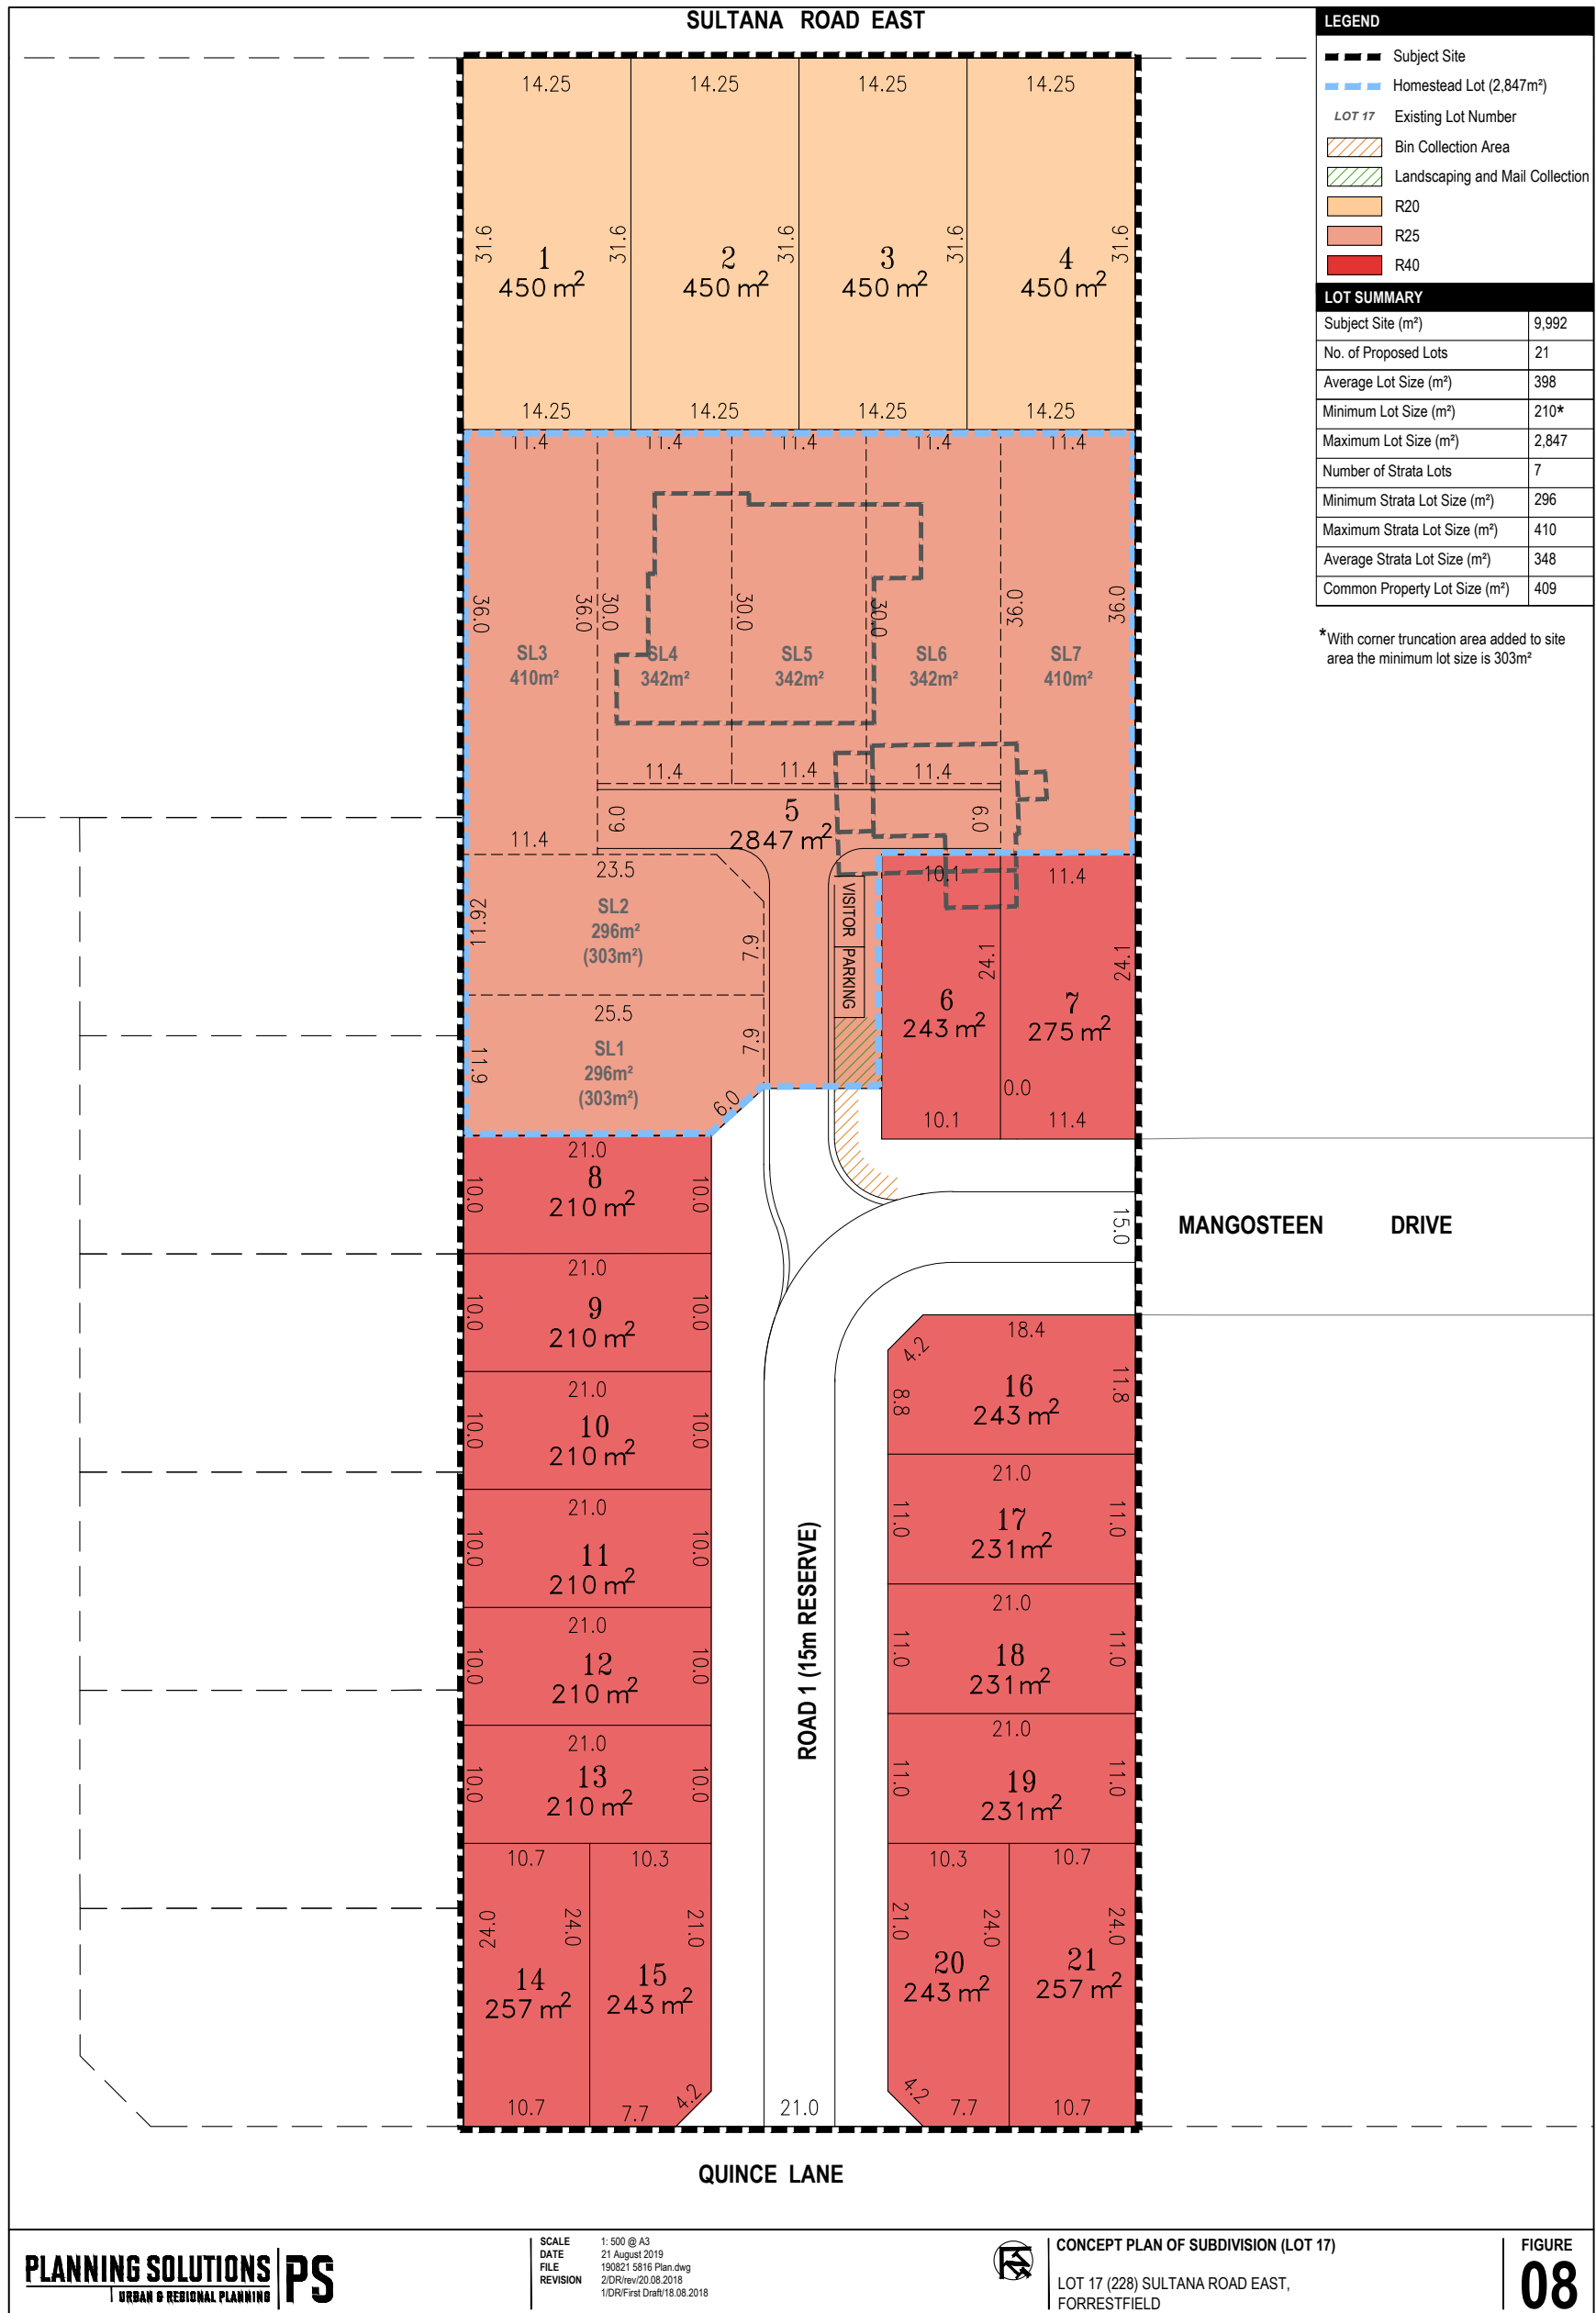 SULTANA ROAD EAST
14.25 14.25 14.25 14.25
31.6 31.6 31.6 31.6 31.6
1
450 m²
2
450 m²
3
450 m²
4
450 m²
14.25 14.25 14.25 14.25
11.4 11.4 11.4 11.4 11.4
36.0 36.0 30.0 30.0 30.0 36.0 36.0
SL3
410m²
SL4
342m²
SL5
342m²
SL6
342m²
SL7
410m²
11.4 11.4 11.4
6.0 6.0
5
2847 m²
11.4
23.5
11.92
SL2
296m²
(303m²)
9.7
25.5
11.9
SL1
296m²
(303m²)
9.7
6.0
VISITOR PARKING
10.1 11.4
24.1 24.1
6
243 m²
7
275 m²
0.0
10.1 11.4
21.0
10.0 10.0
8
210 m²
21.0
10.0 10.0
9
210 m²
21.0
10.0 10.0
10
210 m²
21.0
10.0 10.0
11
210 m²
21.0
10.0 10.0
12
210 m²
21.0
10.0 10.0
13
210 m²
10.7 10.3
24.0 24.0 21.0
14
257 m²
15
243 m²
10.7 7.7 4.2
15.0
MANGOSTEEN DRIVE
18.4
4.2
8.8 11.8
16
243 m²
21.0
11.0 11.0
17
231 m²
21.0
11.0 11.0
18
231 m²
21.0
11.0 11.0
19
231 m²
10.3 10.7
21.0 24.0 24.0
20
243 m²
21
257 m²
4.2 7.7 10.7
ROAD 1 (15m RESERVE)
21.0
QUINCE LANE
LEGEND
Subject Site
Homestead Lot (2,847m²)
LOT 17 Existing Lot Number
Bin Collection Area
Landscaping and Mail Collection
R20
R25
R40
LOT SUMMARY
Subject Site (m²) 9,992
No. of Proposed Lots 21
Average Lot Size (m²) 398
Minimum Lot Size (m²) 210*
Maximum Lot Size (m²) 2,847
Number of Strata Lots 7
Minimum Strata Lot Size (m²) 296
Maximum Strata Lot Size (m²) 410
Average Strata Lot Size (m²) 348
Common Property Lot Size (m²) 409
*With corner truncation area added to site
area the minimum lot size is 303m²
PLANNING SOLUTIONS PS
URBAN & REGIONAL PLANNING
SCALE 1: 500 @ A3
DATE 21 August 2019
FILE 190821 5816 Plan.dwg
REVISION 2/DR/rev/20.08.2018
1/DR/First Draft/18.08.2018
CONCEPT PLAN OF SUBDIVISION (LOT 17)
LOT 17 (228) SULTANA ROAD EAST,
FORRESTFIELD
FIGURE
08